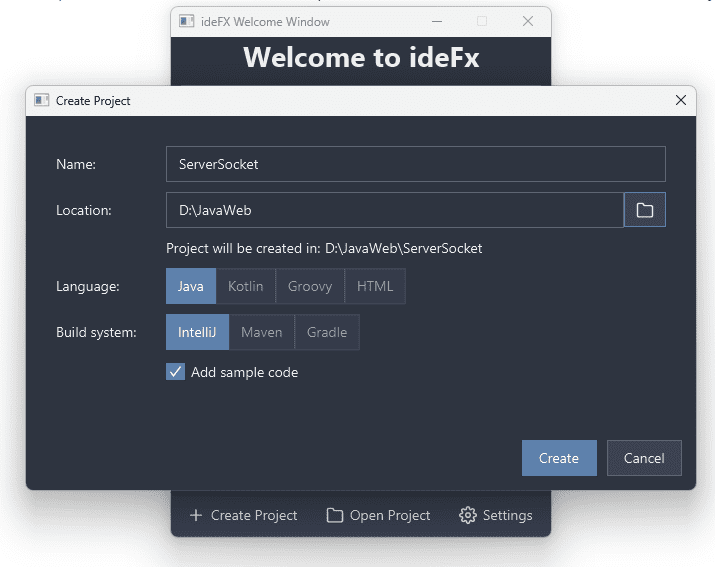 ideFX Welcome Window
Welcome to ideFx
Create Project
Name: ServerSocket
Location: D:\JavaWeb
Project will be created in: D:\JavaWeb\ServerSocket
Language: Java Kotlin Groovy HTML
Build system: IntelliJ Maven Gradle
Add sample code
Create Cancel
Create Project Open Project Settings